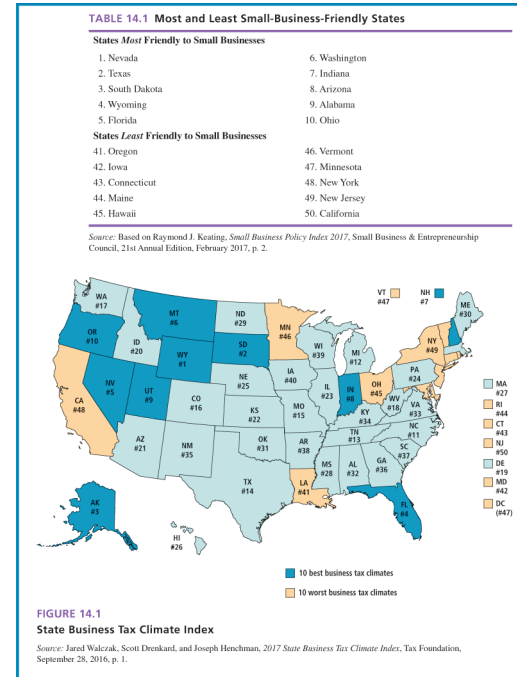 TABLE 14.1 Most and Least Small-Business-Friendly States
States Most Friendly to Small Businesses
1. Nevada
2. Texas
3. South Dakota
4. Wyoming
5. Florida
6. Washington
7. Indiana
8. Arizona
9. Alabama
10. Ohio
States Least Friendly to Small Businesses
41. Oregon
42. Iowa
43. Connecticut
44. Maine
45. Hawaii
46. Vermont
47. Minnesota
48. New York
49. New Jersey
50. California
Source: Based on Raymond J. Keating, Small Business Policy Index 2017, Small Business & Entrepreneurship
Council, 21st Annual Edition, February 2017, p. 2.
VT
#47
NH
#7
WA
#17
MT
#6
ND
#29
MN
#46
ME
#30
OR
#10
ID
#20
SD
#2
WI
#39
MI
#12
NY
#49
WY
#1
NE
#25
IA
#40
PA
#24
NV
#5
UT
#9
IL
#23
IN
#8
OH
#45
CA
#48
CO
#16
KS
#22
MO
#15
WV
#18
VA
#33
KY
#34
NC
#11
AZ
#21
NM
#35
OK
#31
AR
#38
TN
#13
SC
#37
MS
#28
AL
#32
GA
#36
TX
#14
LA
#41
FL
#4
AK
#3
HI
#26
MA
#27
RI
#44
CT
#43
NJ
#50
DE
#19
MD
#42
DC
(#47)
10 best business tax climates
10 worst business tax climates
FIGURE 14.1
State Business Tax Climate Index
Source: Jared Walczak, Scott Drenkard, and Joseph Henchman, 2017 State Business Tax Climate Index, Tax Foundation,
September 28, 2016, p. 1.